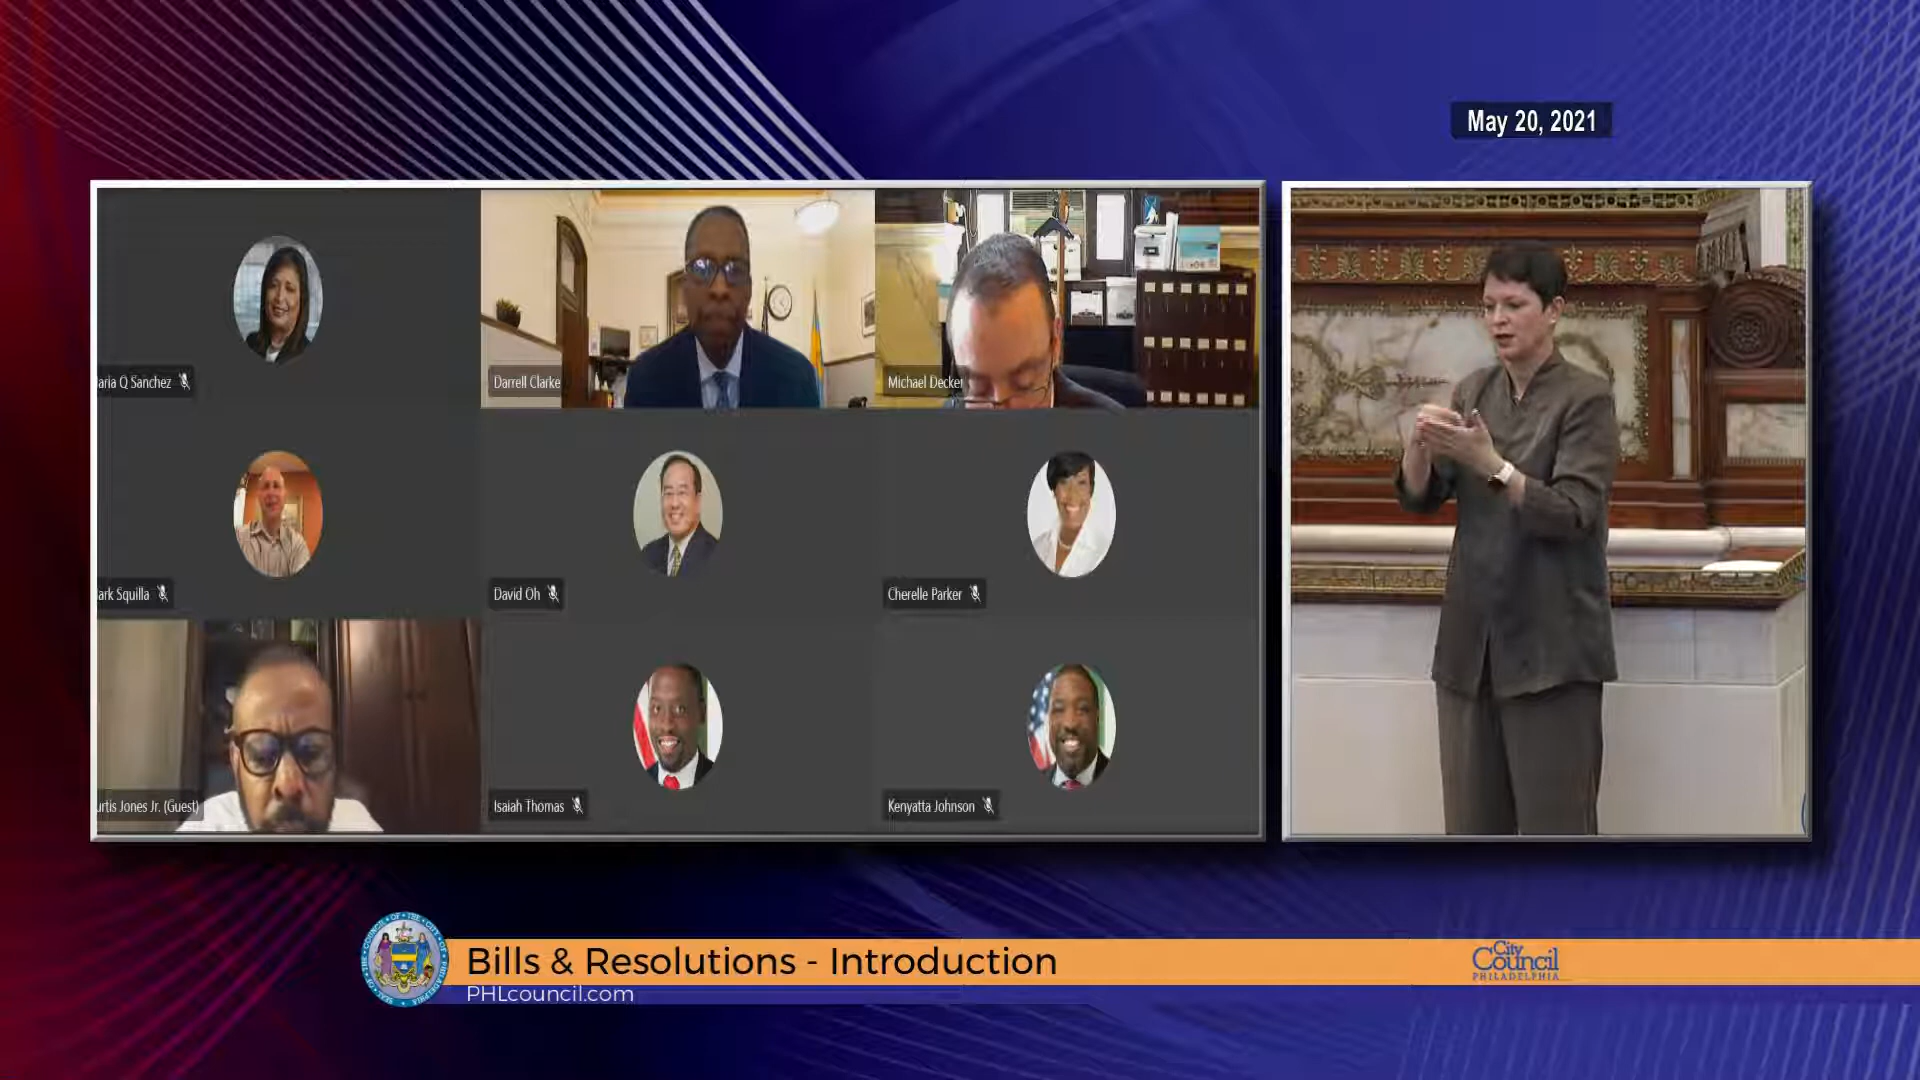 May 20, 2021
aria Q Sanchez
Darrell Clarke
Michael Decker
ark Squilla
David Oh
Cherelle Parker
urtis Jones Jr. (Guest)
Isaiah Thomas
Kenyatta Johnson
Bills & Resolutions - Introduction
PHLcouncil.com
City
Council
PHILADELPHIA